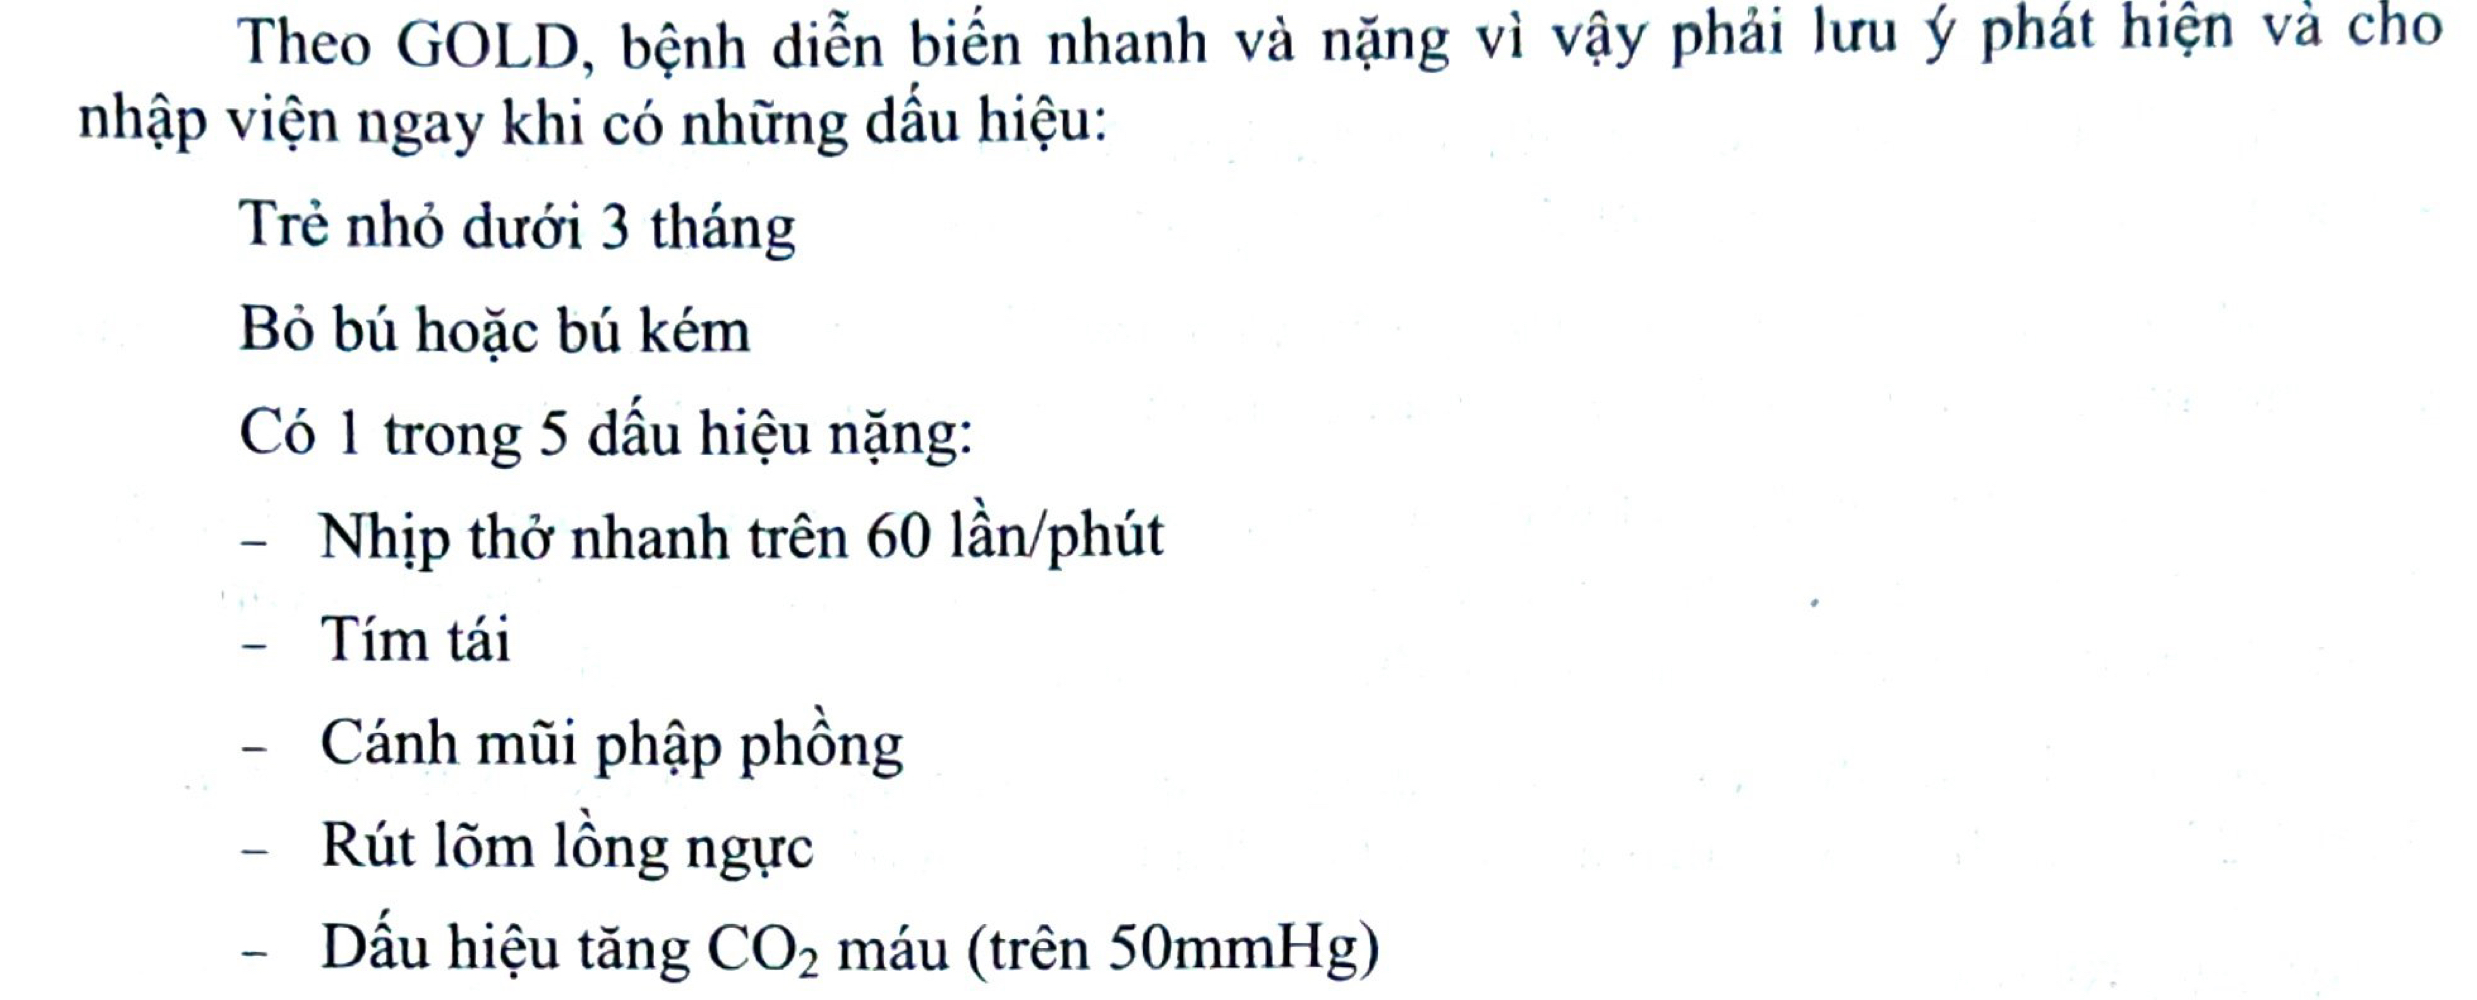 Theo GOLD, bệnh diễn biến nhanh và nặng vì vậy phải lưu ý phát hiện và cho
nhập viện ngay khi có những dấu hiệu:
Trẻ nhỏ dưới 3 tháng
Bỏ bú hoặc bú kém
Có 1 trong 5 dấu hiệu nặng:
– Nhịp thở nhanh trên 60 lần/phút
– Tím tái
– Cánh mũi phập phồng
– Rút lõm lồng ngực
– Dấu hiệu tăng CO₂ máu (trên 50mmHg)